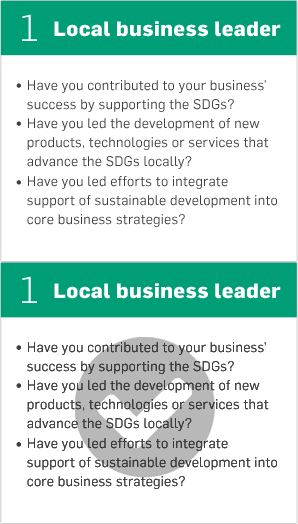 1 Local business leader
• Have you contributed to your business'
success by supporting the SDGs?
• Have you led the development of new
products, technologies or services that
advance the SDGs locally?
• Have you led efforts to integrate
support of sustainable development into
core business strategies?
1 Local business leader
• Have you contributed to your business'
success by supporting the SDGs?
• Have you led the development of new
products, technologies or services that
advance the SDGs locally?
• Have you led efforts to integrate
support of sustainable development into
core business strategies?